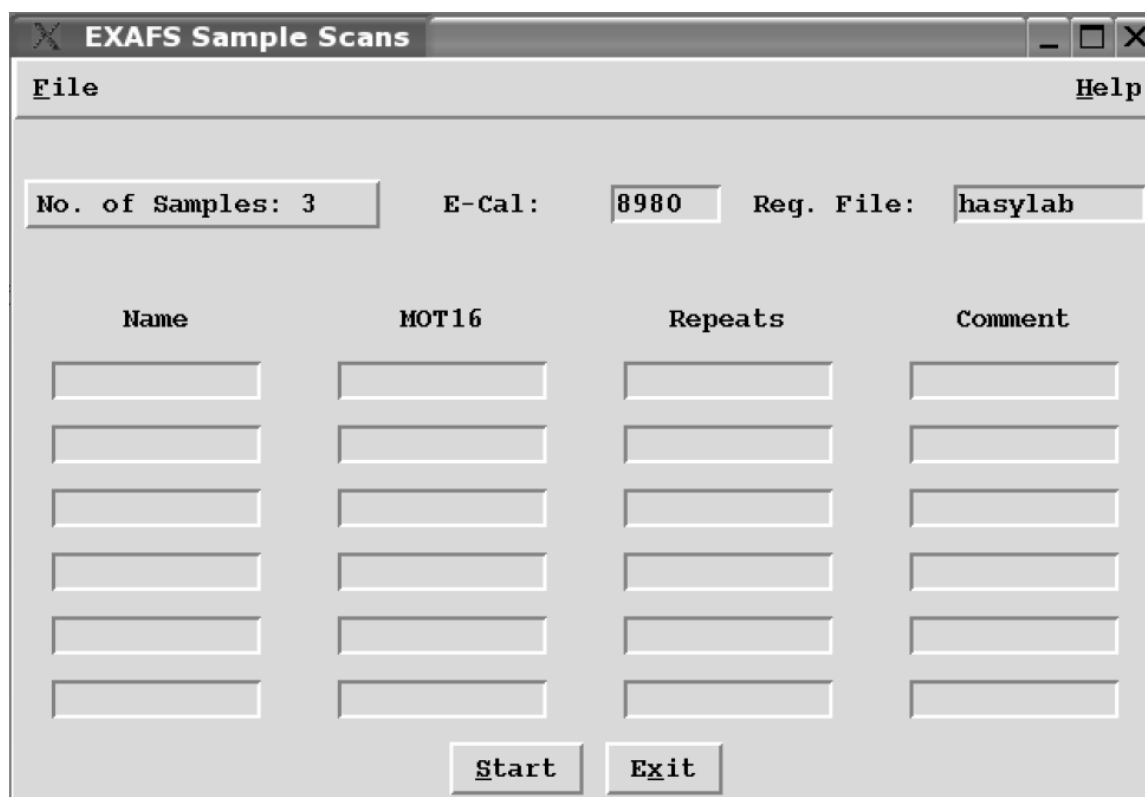 EXAFS Sample Scans
File Help
No. of Samples: 3 E-Cal: 8980 Reg. File: hasylab
Name MOT16 Repeats Comment
Start Exit